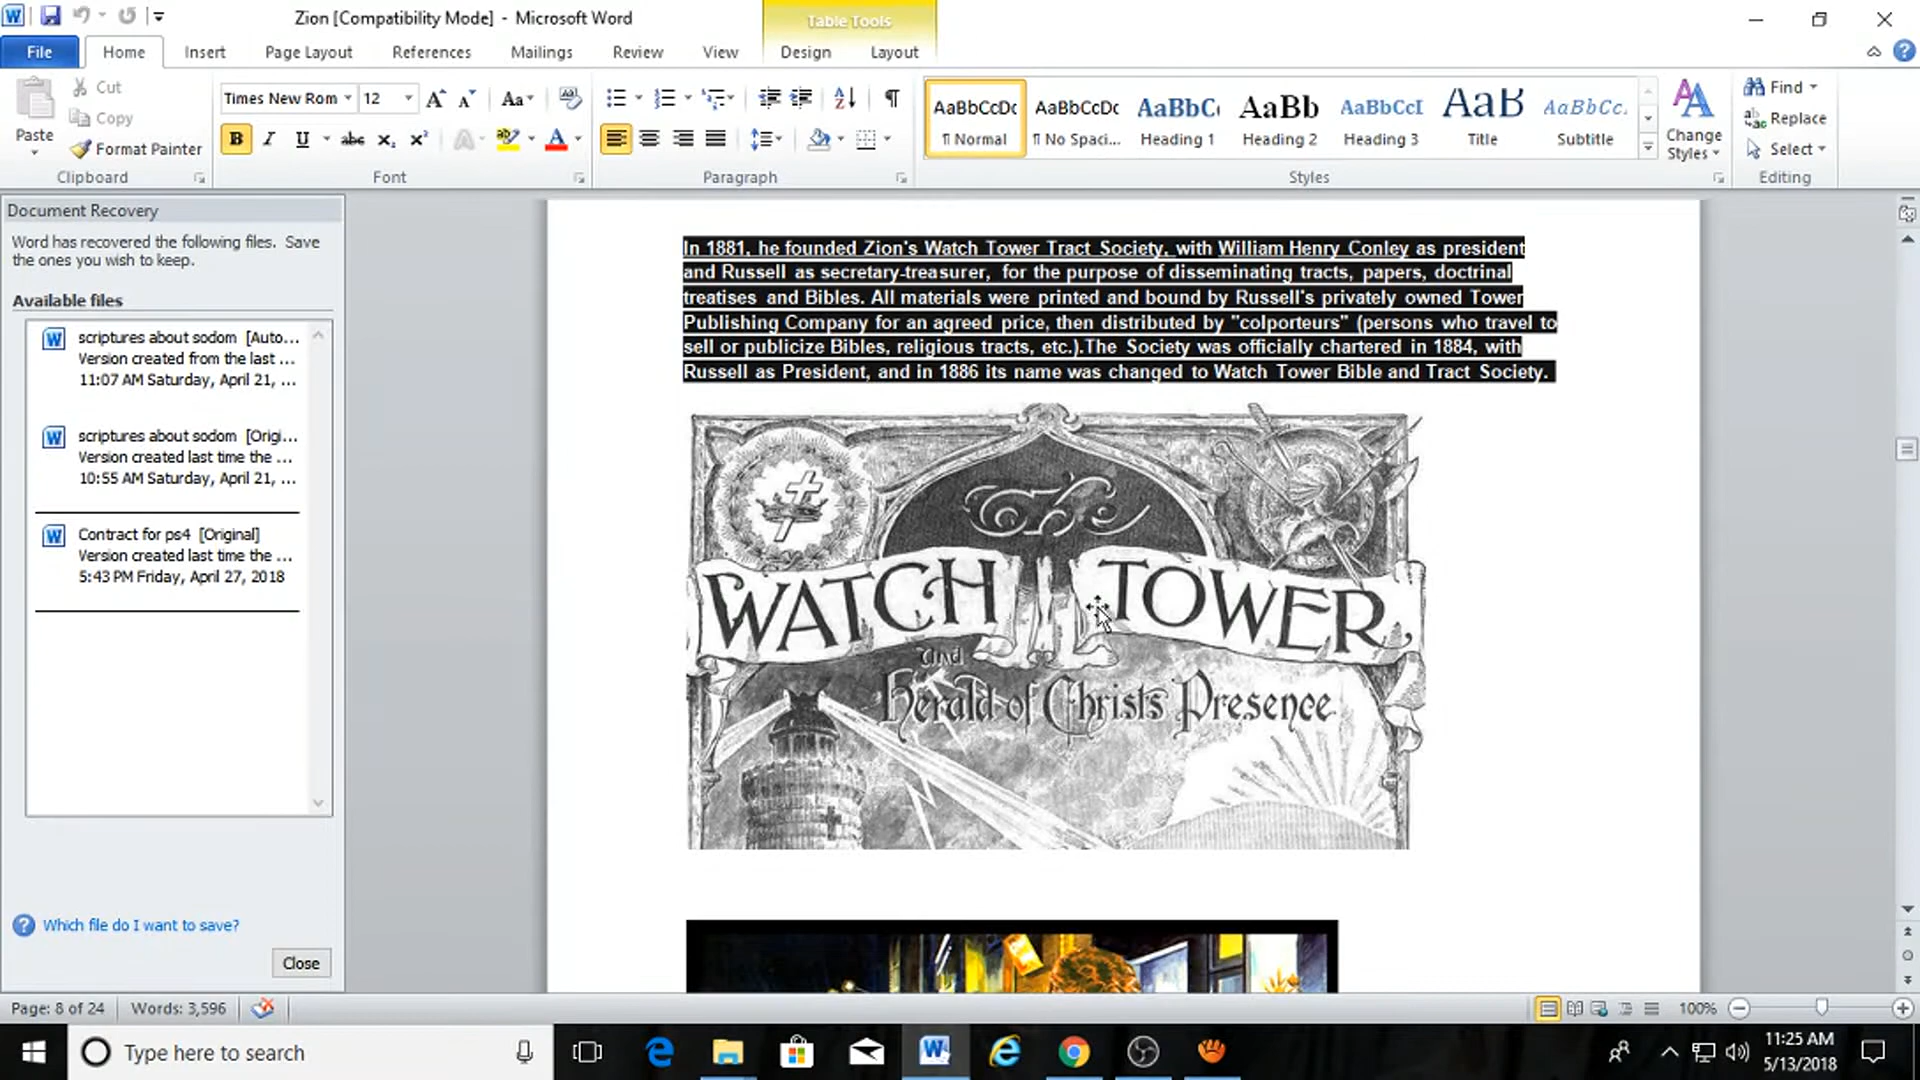 Zion [Compatibility Mode] - Microsoft Word
Table Tools
File
Home
Insert
Page Layout
References
Mailings
Review
View
Design
Layout
Paste
Cut
Copy
Format Painter
Clipboard
Times New Rom
12
Font
Paragraph
AaBbCcDc
¶ Normal
AaBbCcDc
¶ No Spaci...
AaBbC
Heading 1
AaBb
Heading 2
AaBbCcI
Heading 3
AaB
Title
AaBbCc.
Subtitle
Change
Styles
Styles
Find
Replace
Select
Editing
Document Recovery
Word has recovered the following files. Save
the ones you wish to keep.
Available files
scriptures about sodom [Auto...
Version created from the last ...
11:07 AM Saturday, April 21, ...
scriptures about sodom [Origi...
Version created last time the ...
10:55 AM Saturday, April 21, ...
Contract for ps4 [Original]
Version created last time the ...
5:43 PM Friday, April 27, 2018
Which file do I want to save?
Close
In 1881, he founded Zion's Watch Tower Tract Society, with William Henry Conley as president
and Russell as secretary-treasurer, for the purpose of disseminating tracts, papers, doctrinal
treatises and Bibles. All materials were printed and bound by Russell's privately owned Tower
Publishing Company for an agreed price, then distributed by "colporteurs" (persons who travel to
sell or publicize Bibles, religious tracts, etc.).The Society was officially chartered in 1884, with
Russell as President, and in 1886 its name was changed to Watch Tower Bible and Tract Society.
The
WATCH TOWER
and
Herald of Christs Presence
Page: 8 of 24
Words: 3,596
100%
Type here to search
11:25 AM
5/13/2018